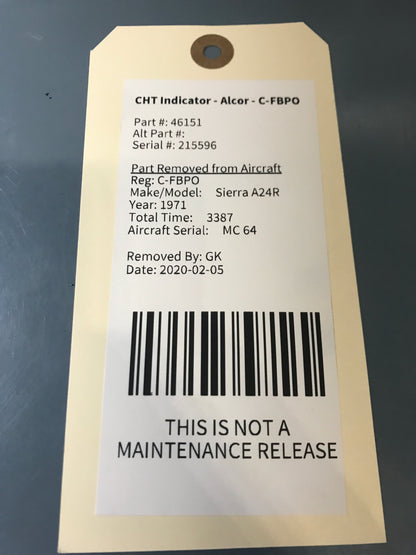 CHT Indicator - Alcor - C-FBPO
Part #: 46151
Alt Part #:
Serial #: 215596
Part Removed from Aircraft
Reg: C-FBPO
Make/Model: Sierra A24R
Year: 1971
Total Time: 3387
Aircraft Serial: MC 64
Removed By: GK
Date: 2020-02-05
THIS IS NOT A
MAINTENANCE RELEASE